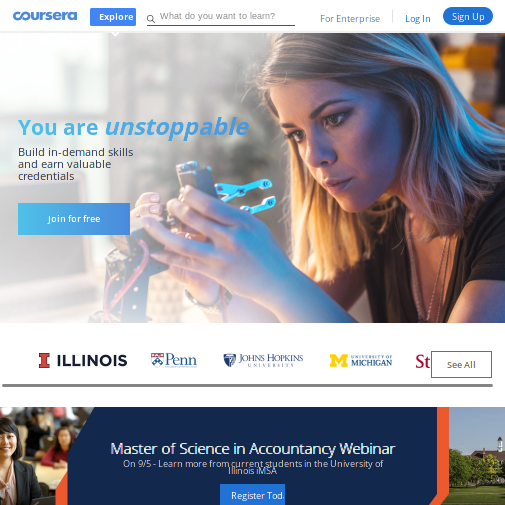 coursera
Explore
What do you want to learn?
For Enterprise
Log In
Sign Up
You are unstoppable
Build in-demand skills
and earn valuable
credentials
Join for free
I ILLINOIS
Penn
JOHNS HOPKINS
UNIVERSITY
M
UNIVERSITY OF
MICHIGAN
St
See All
Master of Science in Accountancy Webinar
On 9/5 - Learn more from current students in the University of
Illinois iMSA
Register Tod